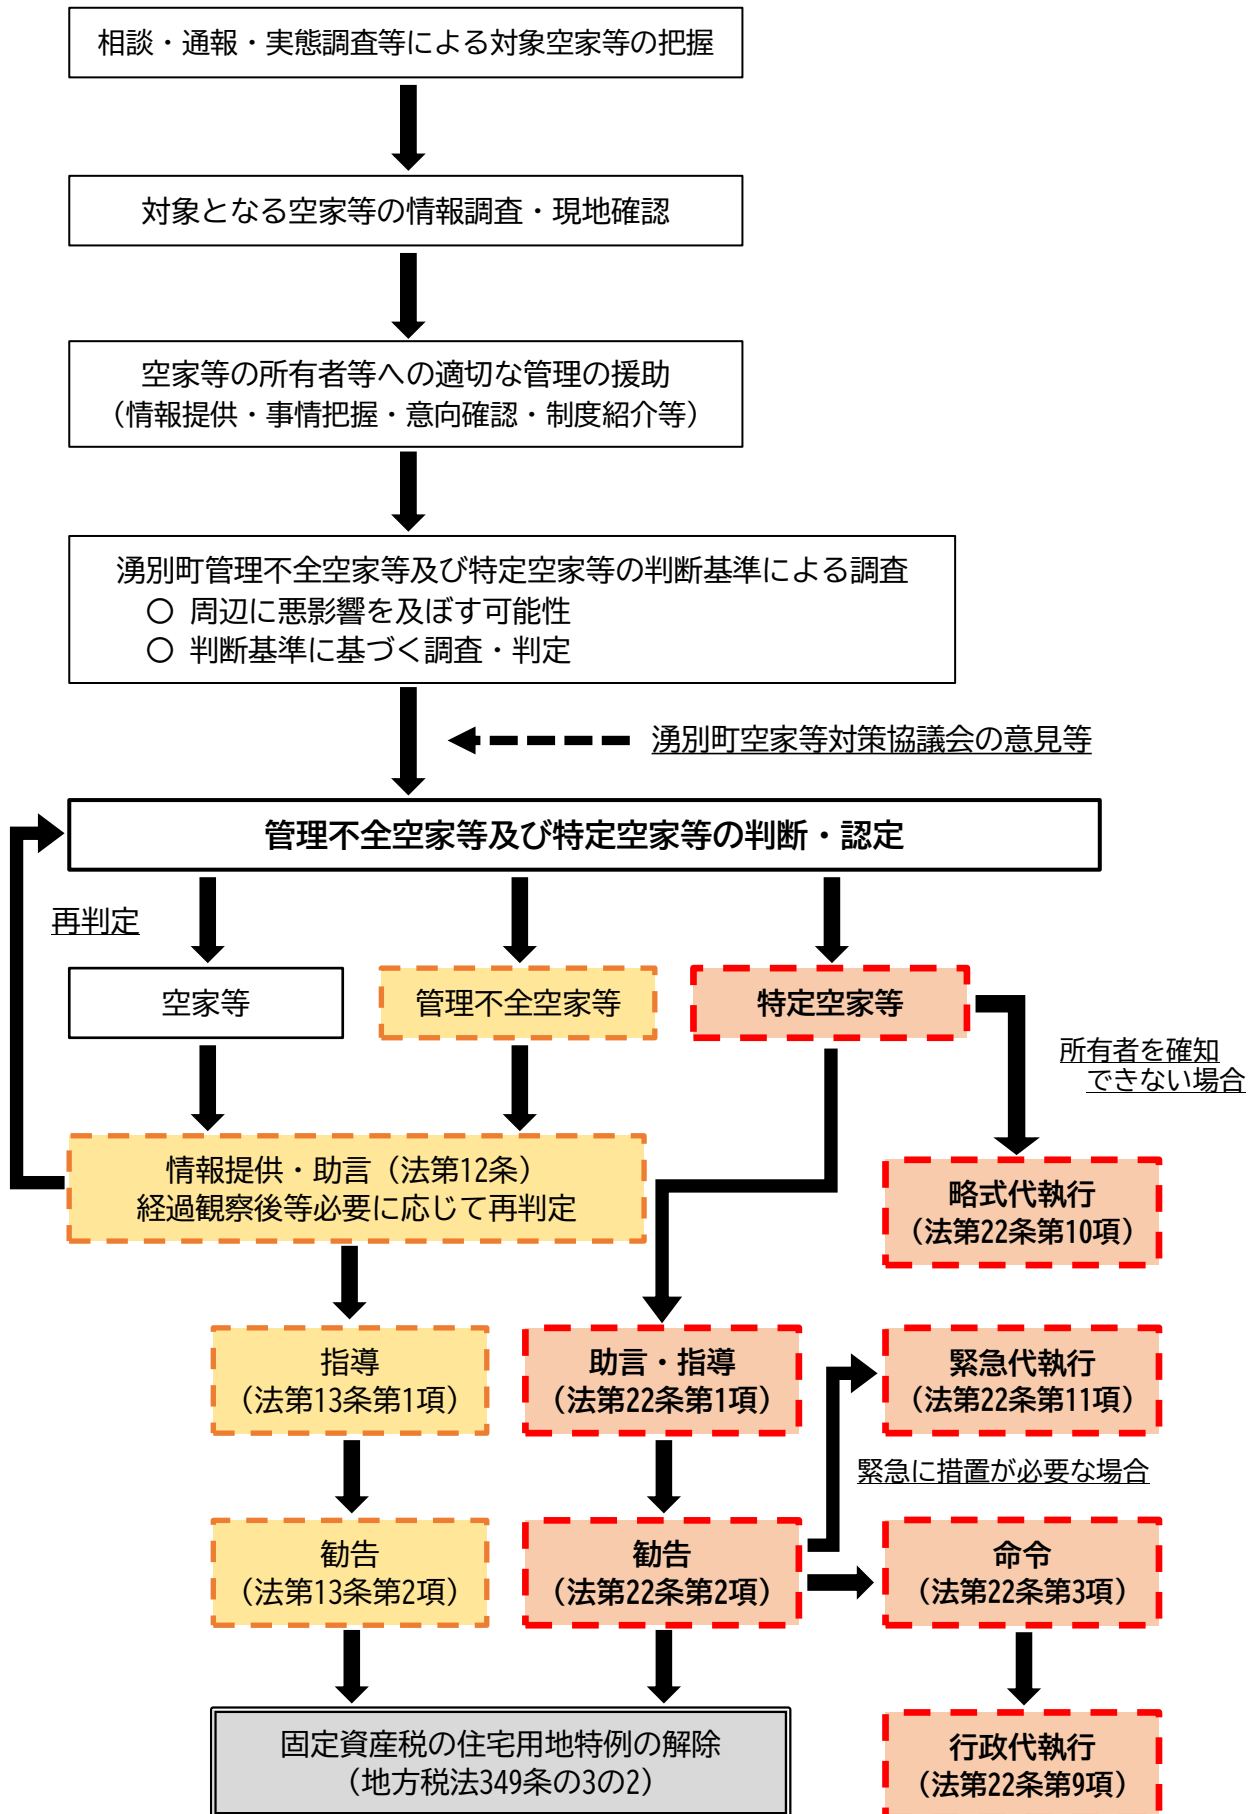 相談・通報・実態調査等による対象空家等の把握
対象となる空家等の情報調査・現地確認
空家等の所有者等への適切な管理の援助
（情報提供・事情把握・意向確認・制度紹介等）
湧別町管理不全空家等及び特定空家等の判断基準による調査
○ 周辺に悪影響を及ぼす可能性
○ 判断基準に基づく調査・判定
湧別町空家等対策協議会の意見等
管理不全空家等及び特定空家等の判断・認定
再判定
空家等
管理不全空家等
特定空家等
所有者を確知
できない場合
情報提供・助言（法第12条）
経過観察後等必要に応じて再判定
略式代執行
（法第22条第10項）
指導
（法第13条第1項）
助言・指導
（法第22条第1項）
緊急代執行
（法第22条第11項）
緊急に措置が必要な場合
勧告
（法第13条第2項）
勧告
（法第22条第2項）
命令
（法第22条第3項）
固定資産税の住宅用地特例の解除
（地方税法349条の3の2）
行政代執行
（法第22条第9項）